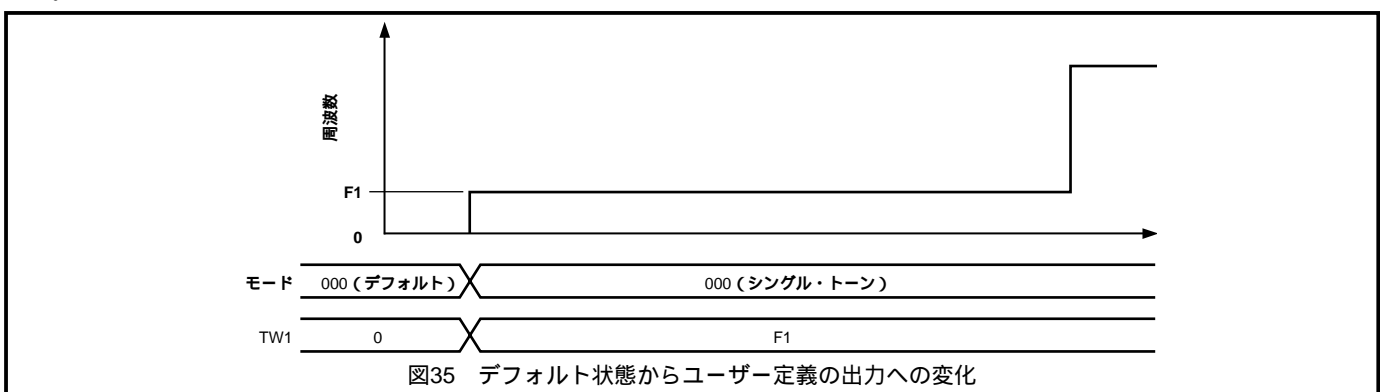 周波数
F1
0
モード 000(デフォルト) 000(シングル・トーン)
TW1 0 F1
図35 デフォルト状態からユーザー定義の出力への変化